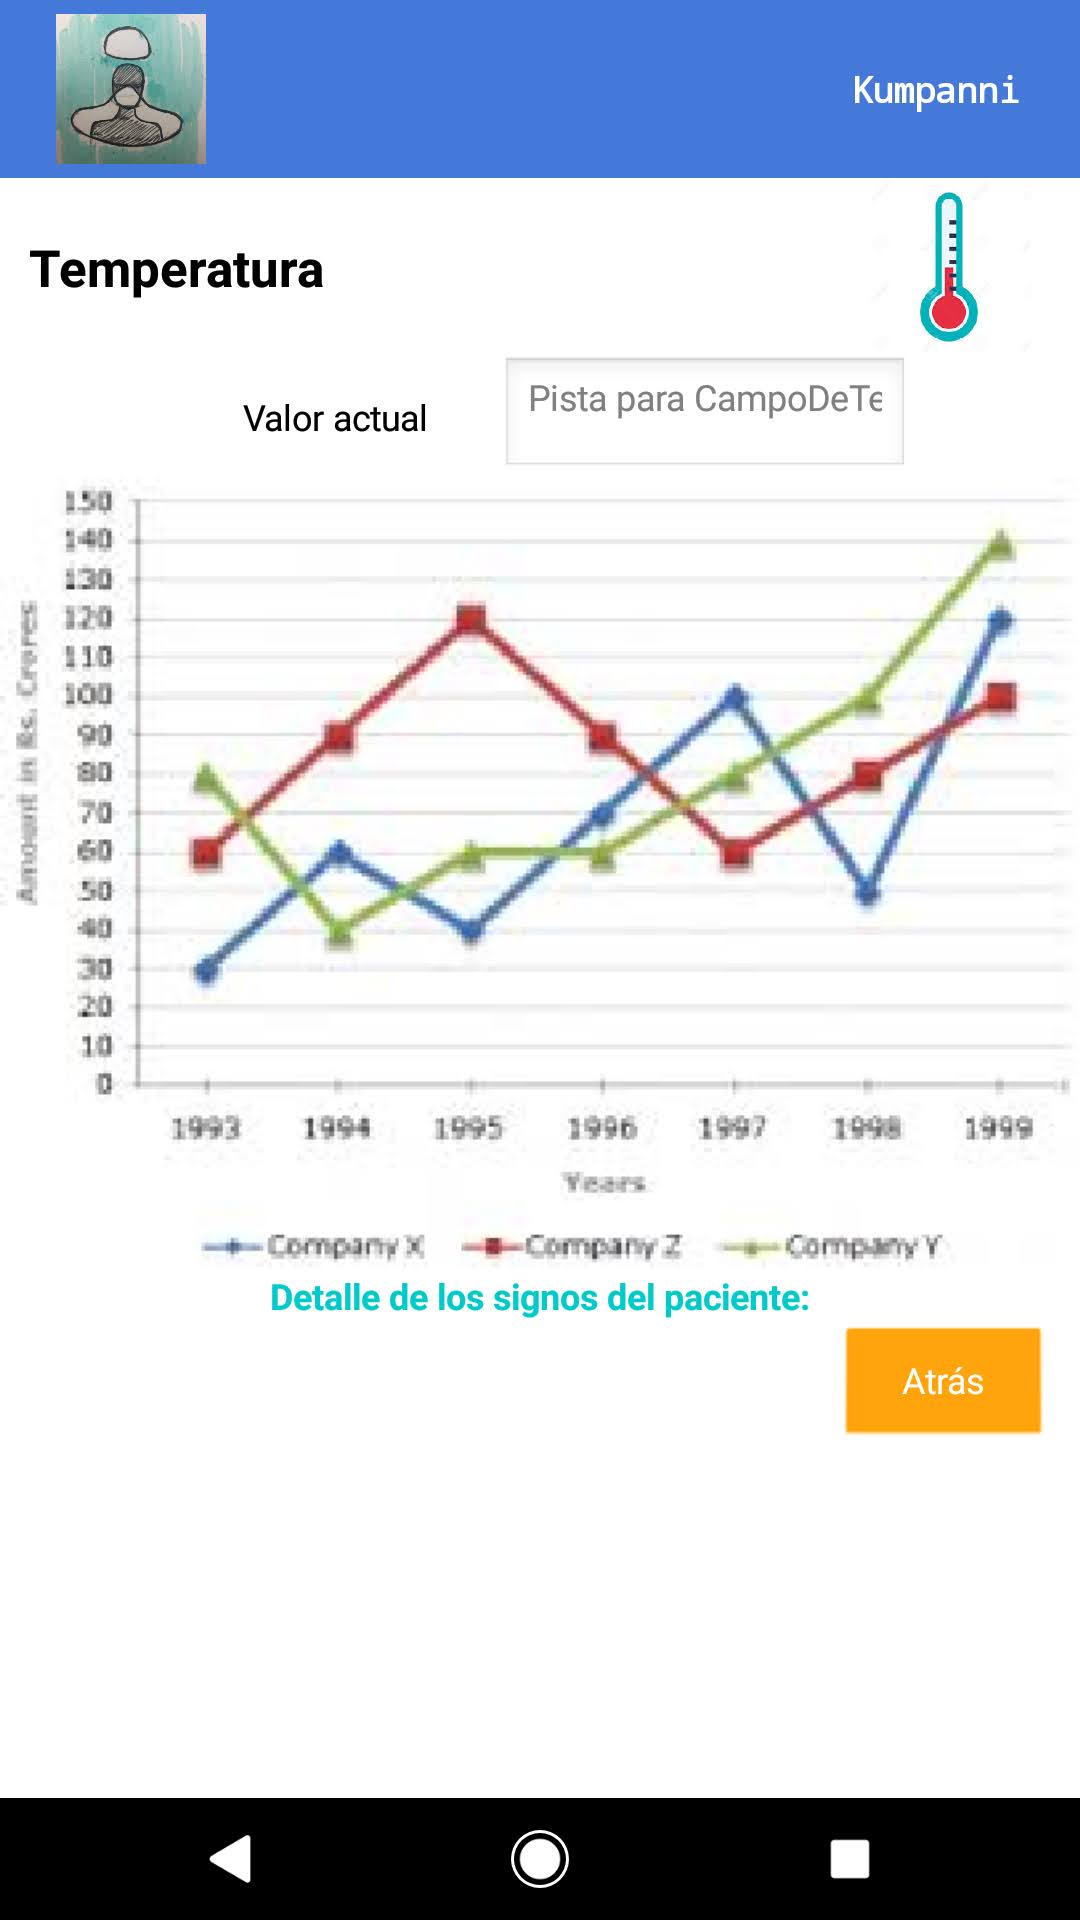 Kumpanni
Temperatura
Valor actual
Pista para CampoDeTe
150
140
130
120
110
100
90
80
70
60
50
40
30
20
10
0
Amount in Rs. Crores
1993 1994 1995 1996 1997 1998 1999
Years
Company X Company Z Company Y
Detalle de los signos del paciente:
Atrás